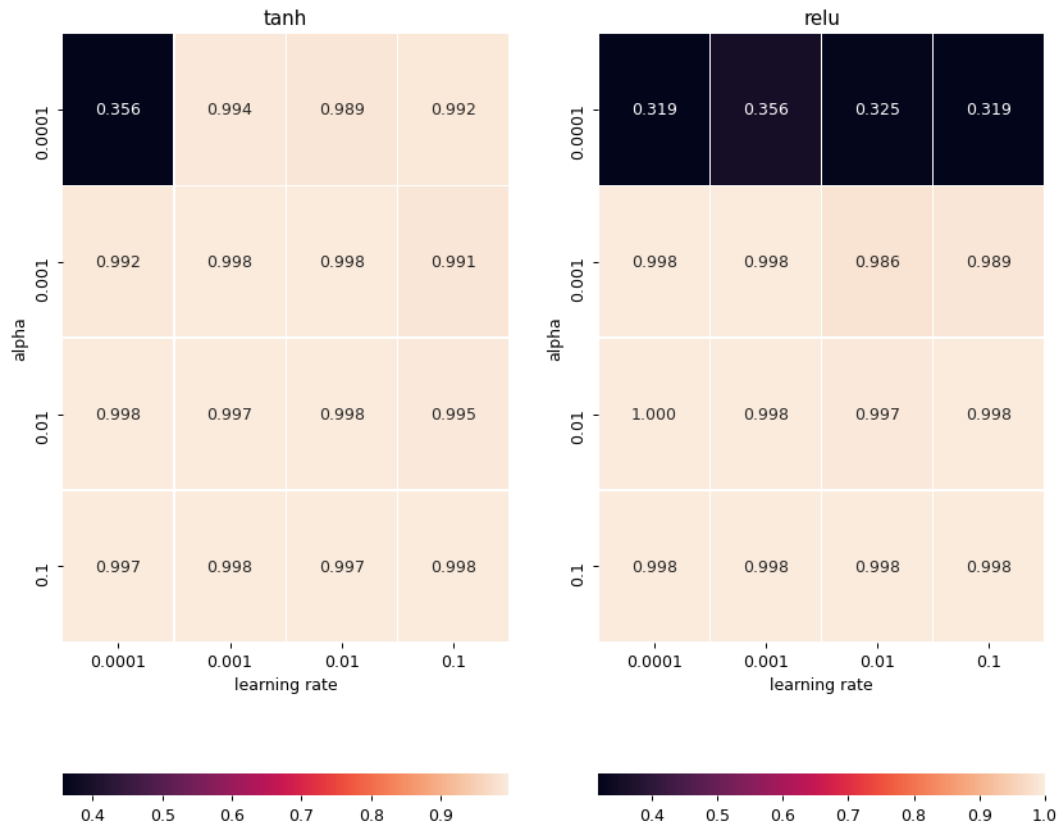 tanh
0.0001 0.356 0.994 0.989 0.992
0.001 0.992 0.998 0.998 0.991
0.01 0.998 0.997 0.998 0.995
0.1 0.997 0.998 0.997 0.998
alpha
0.0001 0.001 0.01 0.1
learning rate
0.4 0.5 0.6 0.7 0.8 0.9
relu
0.0001 0.319 0.356 0.325 0.319
0.001 0.998 0.998 0.986 0.989
0.01 1.000 0.998 0.997 0.998
0.1 0.998 0.998 0.998 0.998
alpha
0.0001 0.001 0.01 0.1
learning rate
0.4 0.5 0.6 0.7 0.8 0.9 1.0